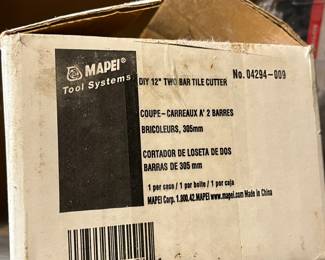 MAPEI®
Tool Systems
DIY 12" TWO BAR TILE CUTTER No. 04294-009
COUPE-CARREAUX A' 2 BARRES
BRICOLEURS, 305mm
CORTADOR DE LOSETA DE DOS
BARRAS DE 305 mm
1 per case / 1 par boite / 1 por caja
MAPEI Corp. 1.800.42.MAPEI www.mapei.com Made in China